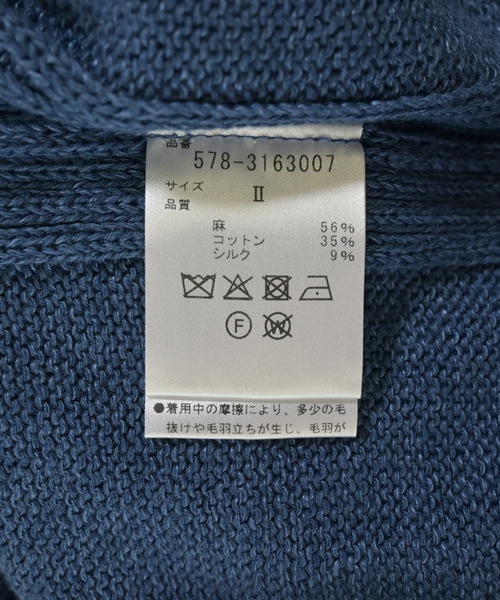 品番
578-3163007
サイズ II
品質
麻 56%
コットン 35%
シルク 9%
F W
●着用中の摩擦により、多少の毛
抜けや毛羽立ちが生じ、毛羽が